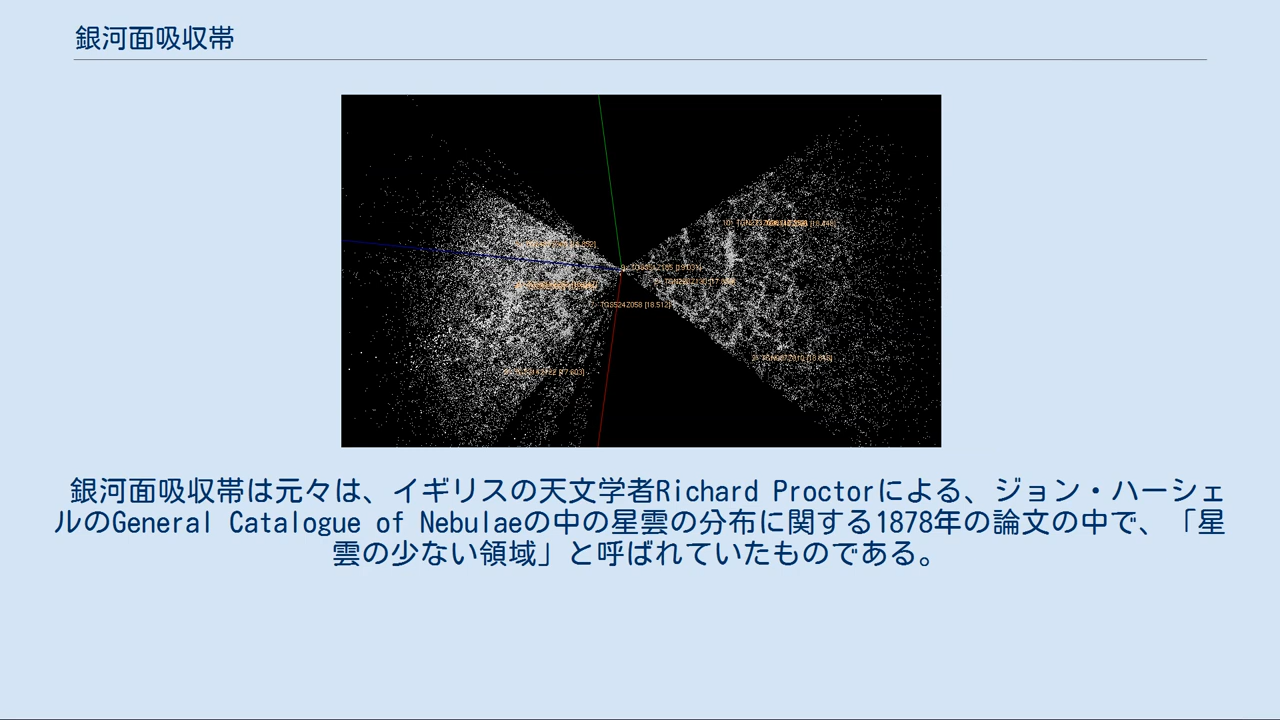 銀河面吸収帯
TGS524Z058 [18.512]
銀河面吸収帯は元々は、イギリスの天文学者Richard Proctorによる、ジョン・ハーシェ
ルのGeneral Catalogue of Nebulaeの中の星雲の分布に関する1878年の論文の中で、「星
雲の少ない領域」と呼ばれていたものである。